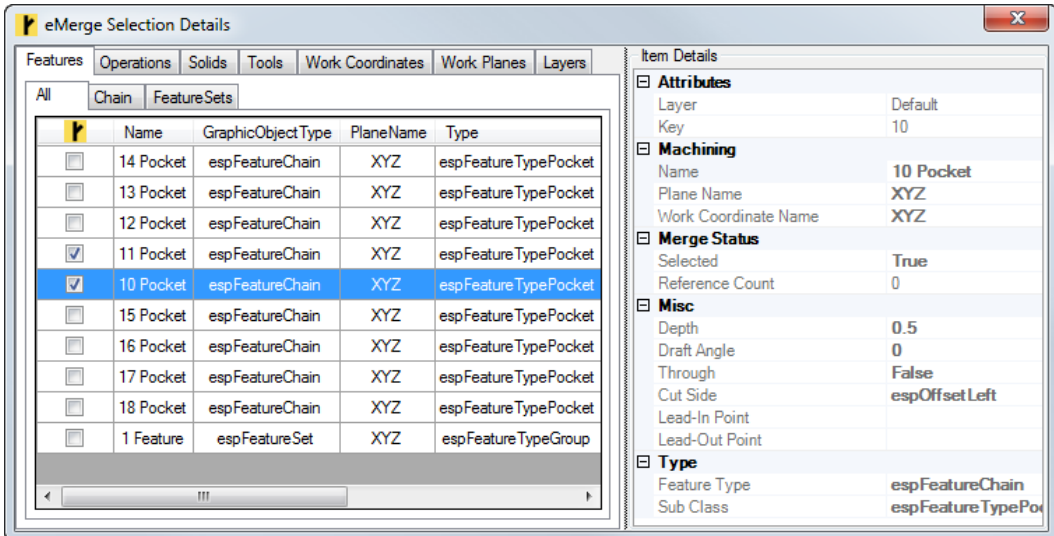 eMerge Selection Details
Features Operations Solids Tools Work Coordinates Work Planes Layers
All Chain FeatureSets
Name GraphicObjectType PlaneName Type
14 Pocket espFeatureChain XYZ espFeatureTypePocket
13 Pocket espFeatureChain XYZ espFeatureTypePocket
12 Pocket espFeatureChain XYZ espFeatureTypePocket
11 Pocket espFeatureChain XYZ espFeatureTypePocket
10 Pocket espFeatureChain XYZ espFeatureTypePocket
15 Pocket espFeatureChain XYZ espFeatureTypePocket
16 Pocket espFeatureChain XYZ espFeatureTypePocket
17 Pocket espFeatureChain XYZ espFeatureTypePocket
18 Pocket espFeatureChain XYZ espFeatureTypePocket
1 Feature espFeatureSet XYZ espFeatureTypeGroup
Item Details
Attributes
Layer Default
Key 10
Machining
Name 10 Pocket
Plane Name XYZ
Work Coordinate Name XYZ
Merge Status
Selected True
Reference Count 0
Misc
Depth 0.5
Draft Angle 0
Through False
Cut Side espOffsetLeft
Lead-In Point
Lead-Out Point
Type
Feature Type espFeatureChain
Sub Class espFeatureTypePo